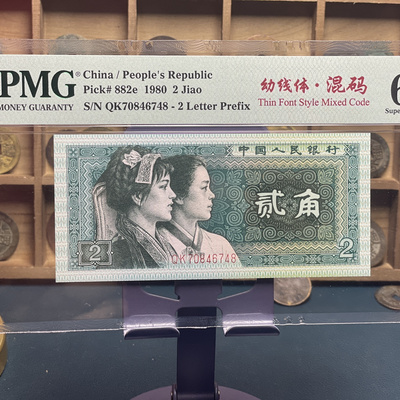 PMG®
MONEY GUARANTY
China / People's Republic
Pick# 882e 1980 2 Jiao
S/N QK70846748 - 2 Letter Prefix
幼线体·混码
Thin Font Style Mixed Code
6
Supe
中国人民银行
贰角
2
2
QK70846748